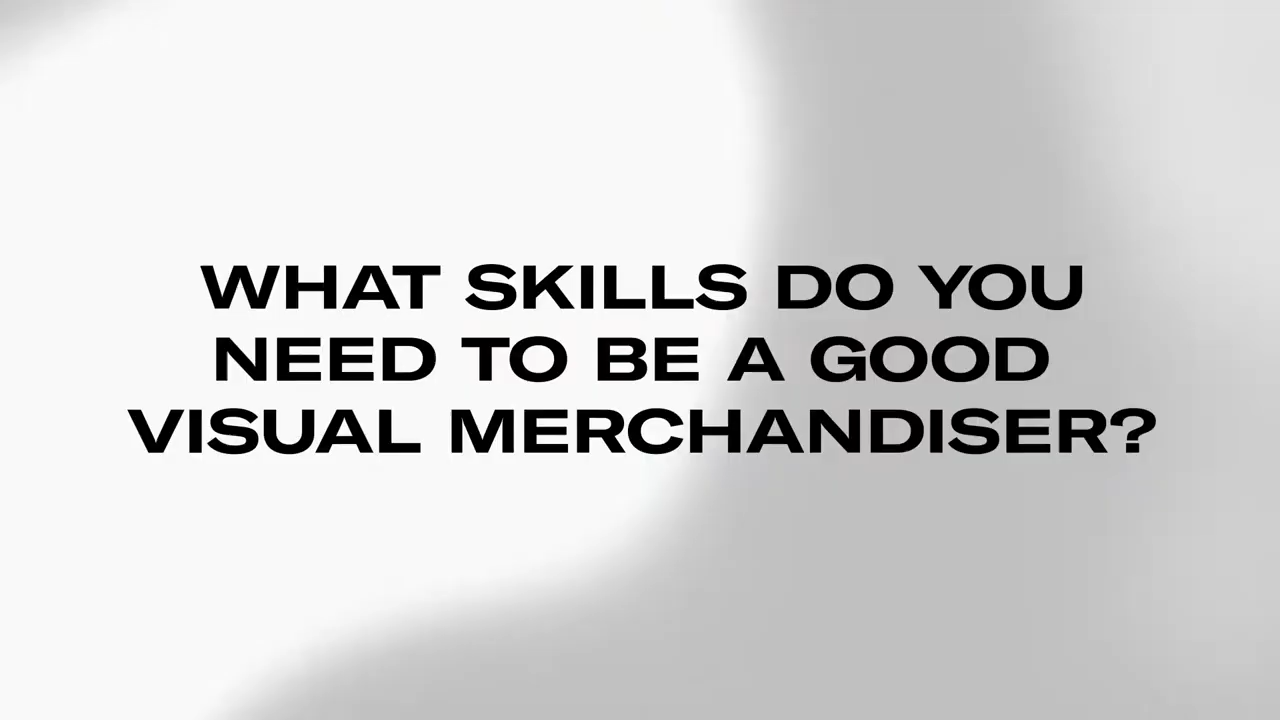 WHAT SKILLS DO YOU
NEED TO BE A GOOD
VISUAL MERCHANDISER?